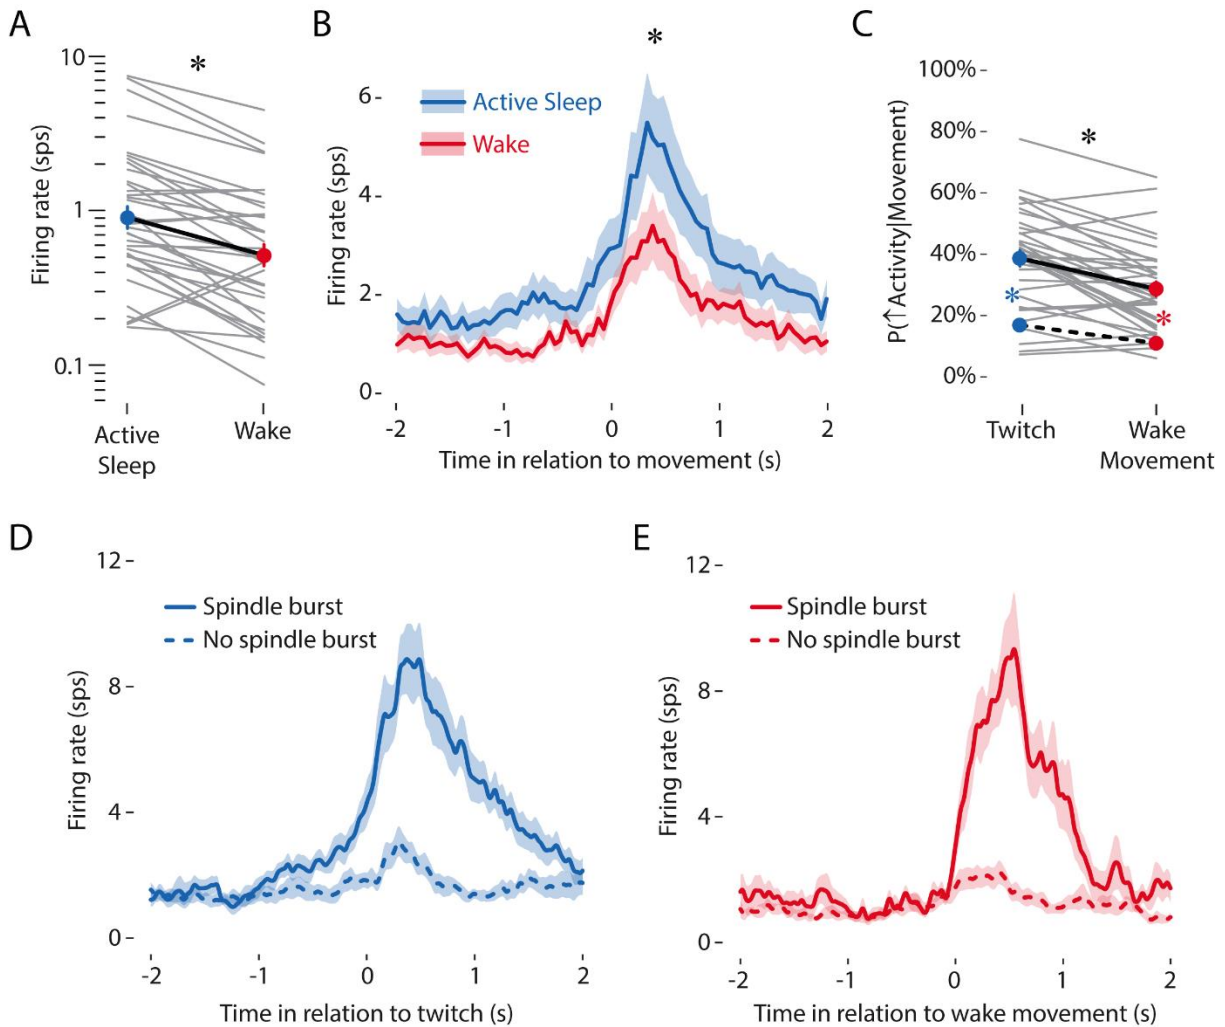 A
*
10
1
0.1
Firing rate (sps)
Active
Sleep
Wake
B
*
Active Sleep
Wake
6
4
2
0
Firing rate (sps)
-2
-1
0
1
2
Time in relation to movement (s)
C
*
100%
80%
60%
40%
20%
0%
*
*
P(↑Activity|Movement)
Twitch
Wake
Movement
D
12
8
4
0
Spindle burst
No spindle burst
Firing rate (sps)
-2
-1
0
1
2
Time in relation to twitch (s)
E
12
8
4
0
Spindle burst
No spindle burst
Firing rate (sps)
-2
-1
0
1
2
Time in relation to wake movement (s)